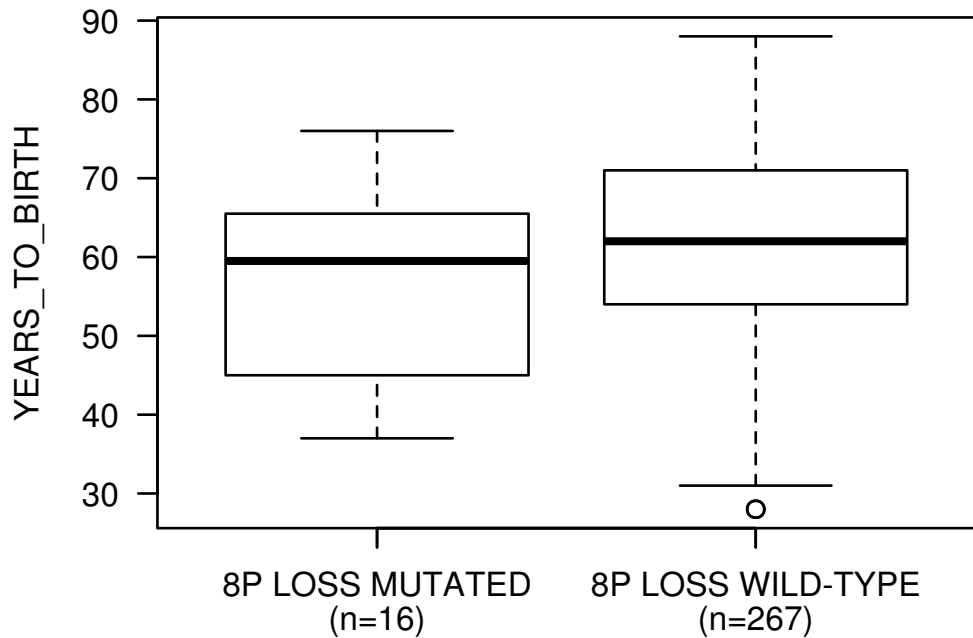 YEARS_TO_BIRTH
90
80
70
60
50
40
30
8P LOSS MUTATED
(n=16)
8P LOSS WILD-TYPE
(n=267)